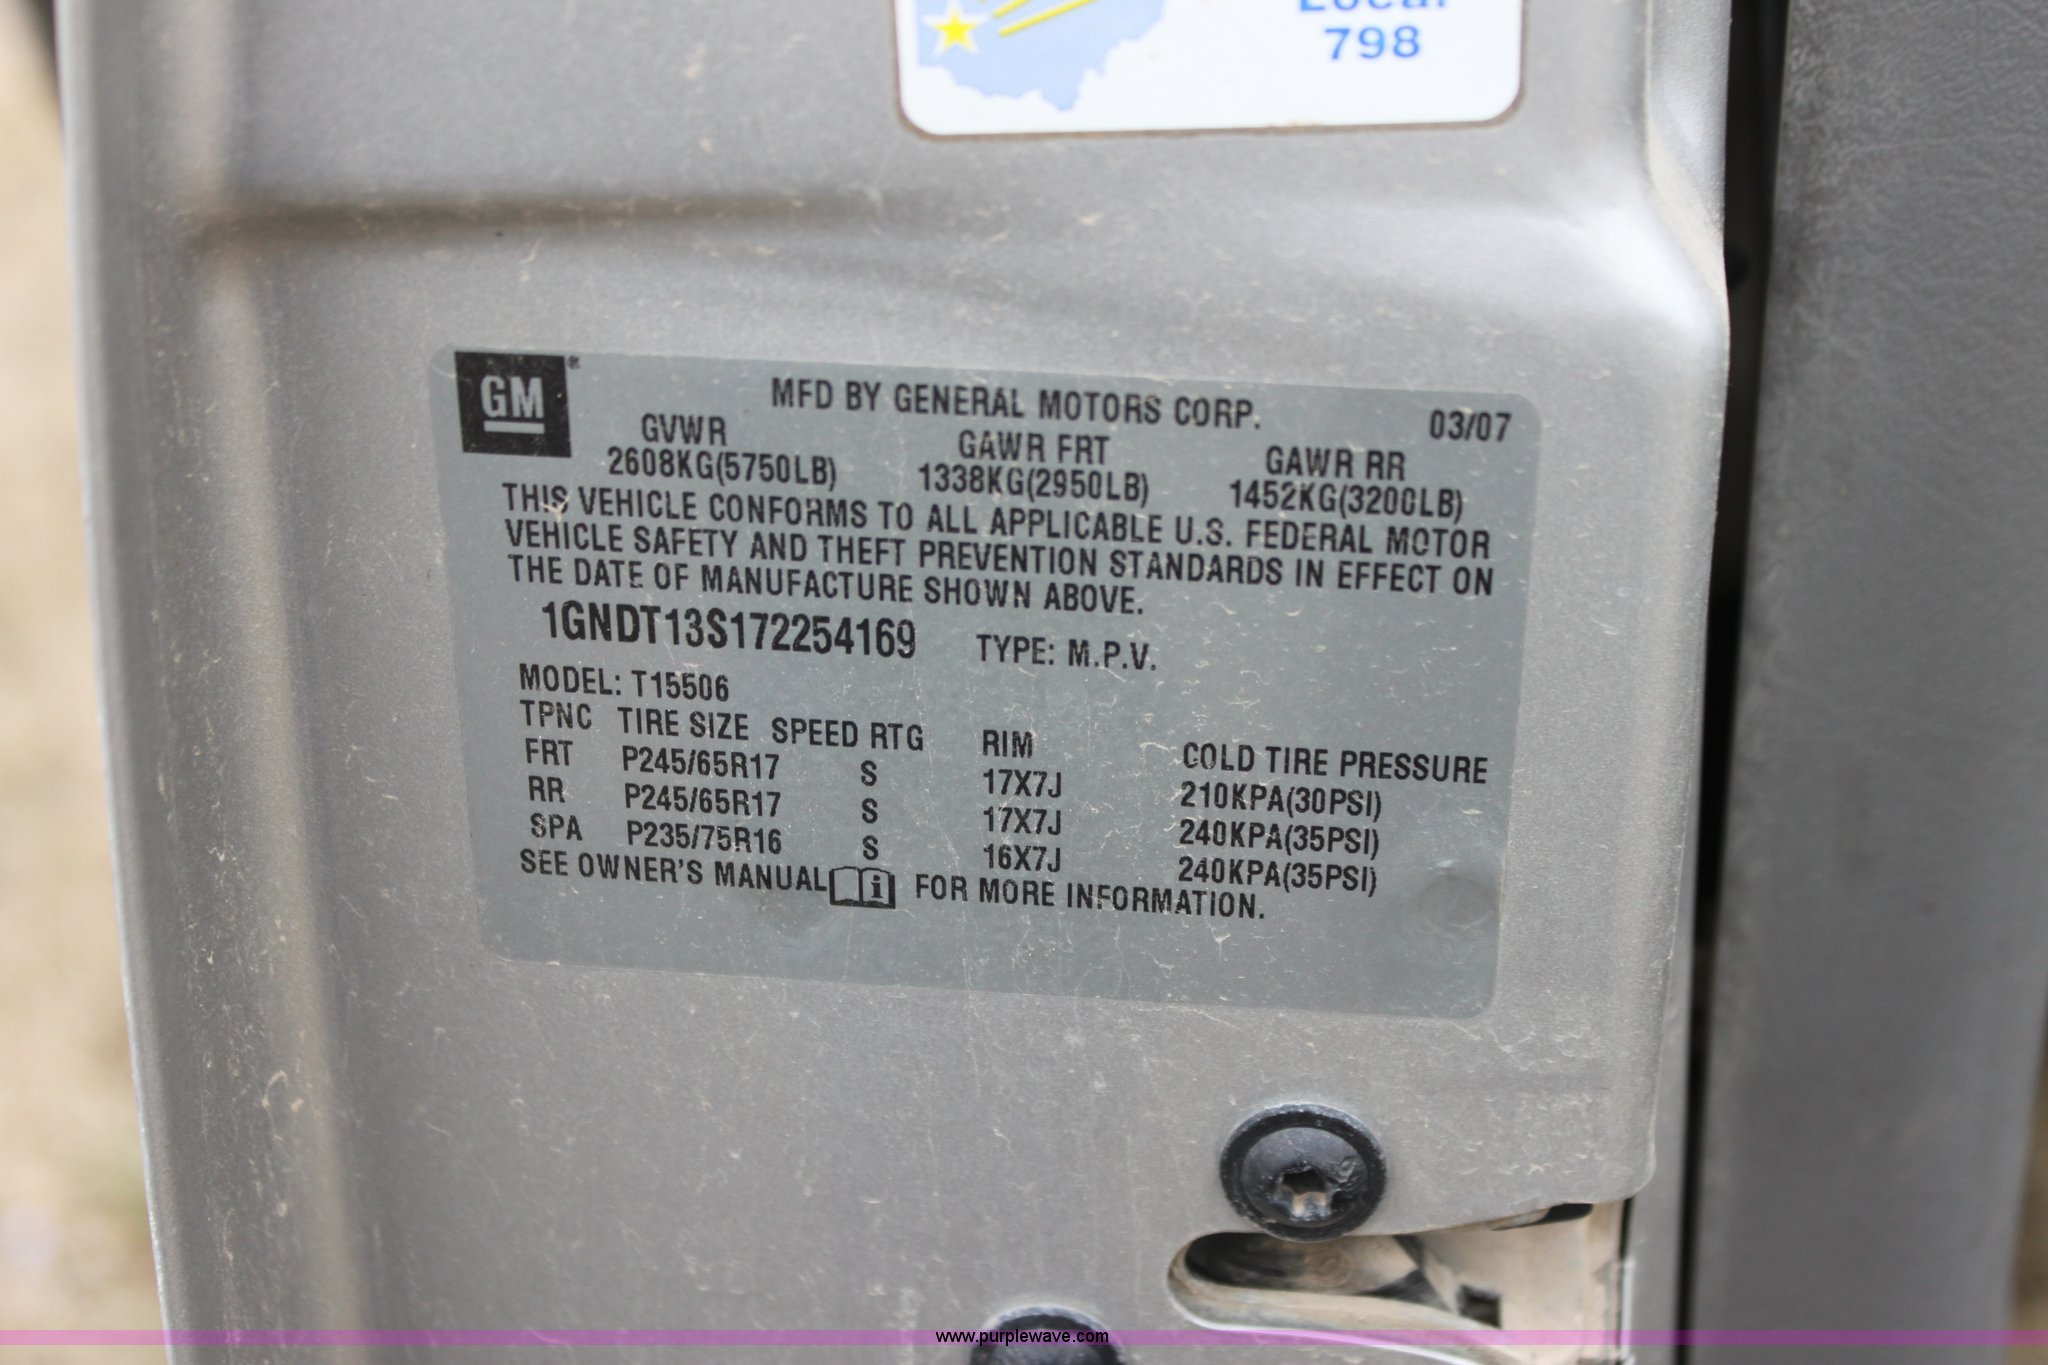 Local
798
GM®
MFD BY GENERAL MOTORS CORP. 03/07
GVWR GAWR FRT GAWR RR
2608KG(5750LB) 1338KG(2950LB) 1452KG(3200LB)
THIS VEHICLE CONFORMS TO ALL APPLICABLE U.S. FEDERAL MOTOR
VEHICLE SAFETY AND THEFT PREVENTION STANDARDS IN EFFECT ON
THE DATE OF MANUFACTURE SHOWN ABOVE.
1GNDT13S172254169 TYPE: M.P.V.
MODEL: T15506
TPNC TIRE SIZE SPEED RTG RIM COLD TIRE PRESSURE
FRT P245/65R17 S 17X7J 210KPA(30PSI)
RR P245/65R17 S 17X7J 240KPA(35PSI)
SPA P235/75R16 S 16X7J 240KPA(35PSI)
SEE OWNER'S MANUAL i FOR MORE INFORMATION.
www.purplewave.com